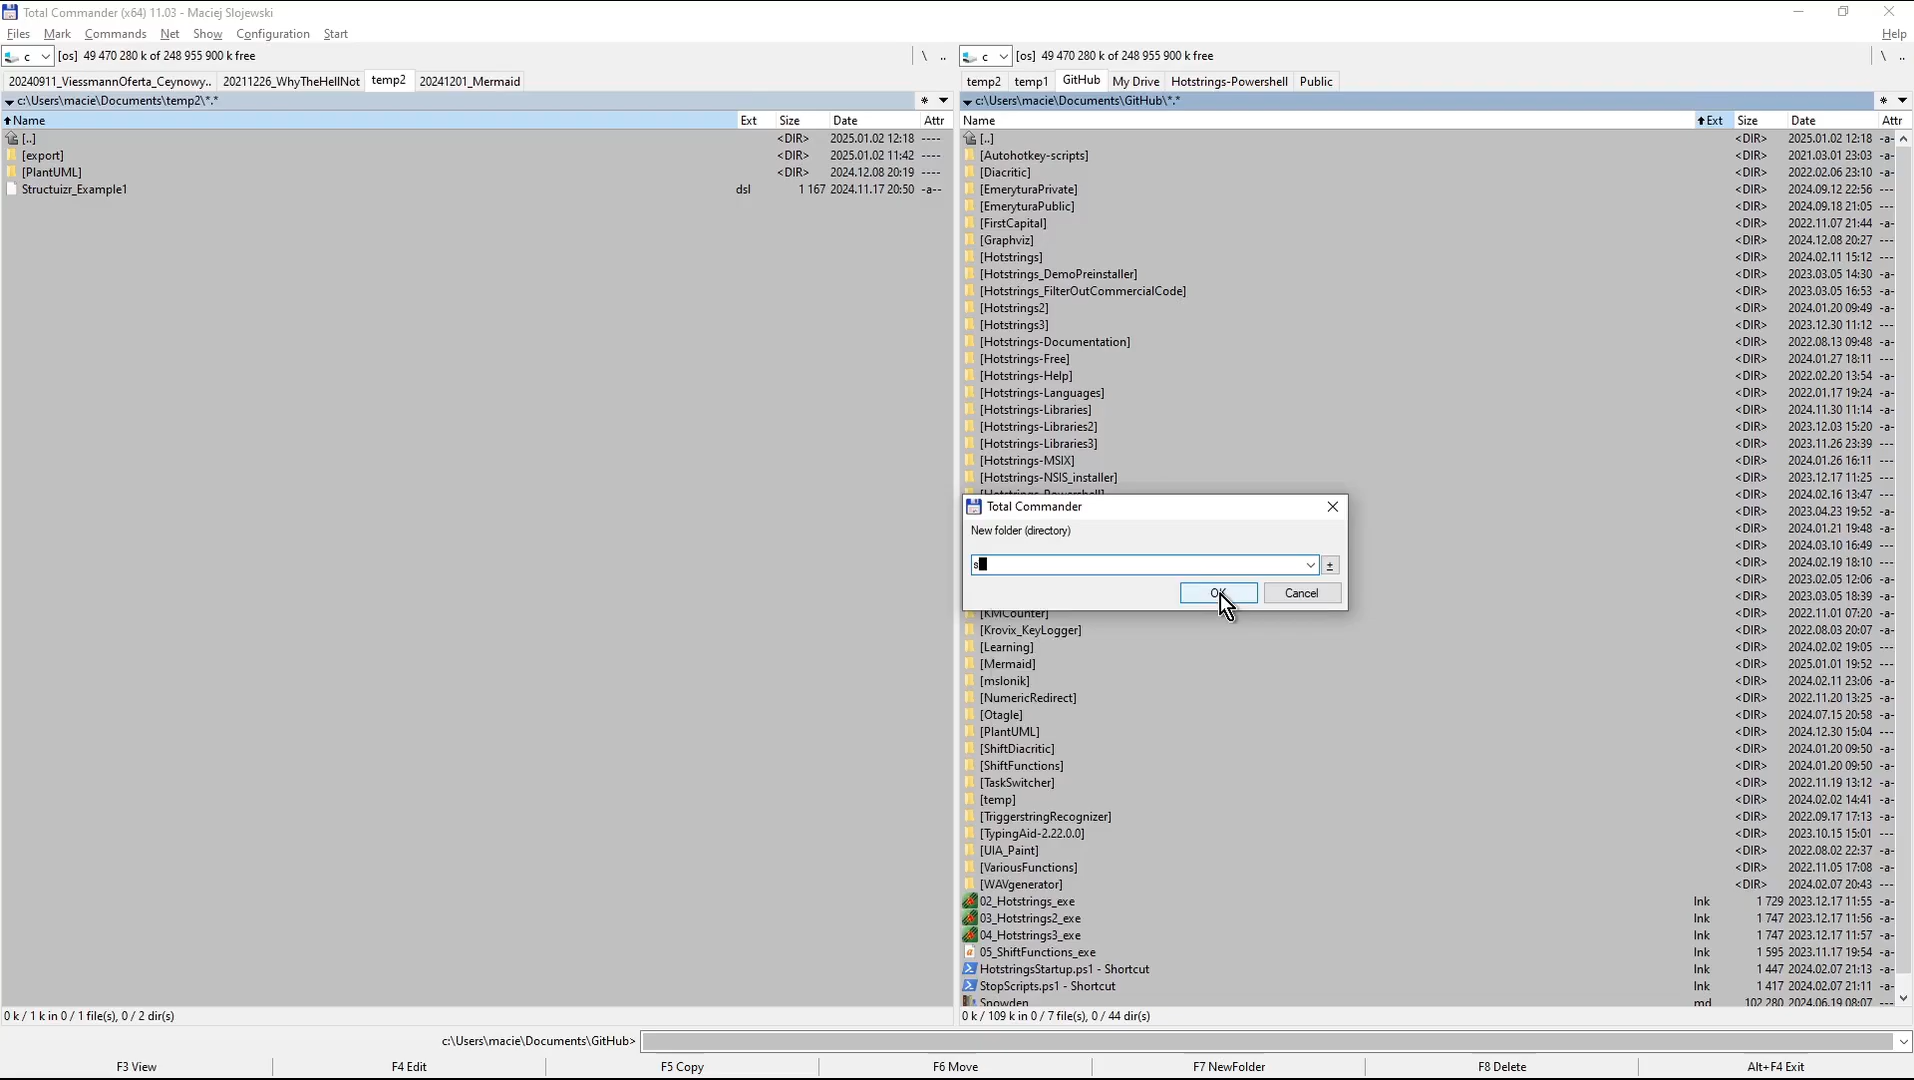 Total Commander (x64) 11.03 - Maciej Slojewski
Files Mark Commands Net Show Configuration Start Help
c [os] 49 470 280 k of 248 955 900 k free \ ..
c [os] 49 470 280 k of 248 955 900 k free \ ..
20240911_ViessmannOferta_Ceynowy.. 20211226_WhyTheHellNot temp2 20241201_Mermaid
temp2 temp1 GitHub My Drive Hotstrings-Powershell Public
c:\Users\macie\Documents\temp2\*.* *
c:\Users\macie\Documents\GitHub\*.* *
Name Ext Size Date Attr
[..] <DIR> 2025.01.02 12:18 ----
[export] <DIR> 2025.01.02 11:42 ----
[PlantUML] <DIR> 2024.12.08 20:19 ----
Structuizr_Example1 dsl 1 167 2024.11.17 20:50 -a--
Name Ext Size Date Attr
[..] <DIR> 2025.01.02 12:18 -a-
[Autohotkey-scripts] <DIR> 2021.03.01 23:03 -a-
[Diacritic] <DIR> 2022.02.06 23:10 -a-
[EmeryturaPrivate] <DIR> 2024.09.12 22:56 ---
[EmeryturaPublic] <DIR> 2024.09.18 21:05 ---
[FirstCapital] <DIR> 2022.11.07 21:44 -a-
[Graphviz] <DIR> 2024.12.08 20:27 ---
[Hotstrings] <DIR> 2024.02.11 15:12 -a-
[Hotstrings_DemoPreinstaller] <DIR> 2023.03.05 14:30 -a-
[Hotstrings_FilterOutCommercialCode] <DIR> 2023.03.05 16:53 -a-
[Hotstrings2] <DIR> 2024.01.20 09:49 -a-
[Hotstrings3] <DIR> 2023.12.30 11:12 ---
[Hotstrings-Documentation] <DIR> 2022.08.13 09:48 -a-
[Hotstrings-Free] <DIR> 2024.01.27 18:11 ---
[Hotstrings-Help] <DIR> 2022.02.20 13:54 -a-
[Hotstrings-Languages] <DIR> 2022.01.17 19:24 -a-
[Hotstrings-Libraries] <DIR> 2024.11.30 11:14 -a-
[Hotstrings-Libraries2] <DIR> 2023.12.03 15:20 -a-
[Hotstrings-Libraries3] <DIR> 2023.11.26 23:39 ---
[Hotstrings-MSIX] <DIR> 2024.01.26 16:11 ---
[Hotstrings-NSIS_installer] <DIR> 2023.12.17 11:25 -a-
[Hotstrings-Powershell] <DIR> 2024.02.16 13:47 ---
<DIR> 2023.04.23 19:52 -a-
<DIR> 2024.01.21 19:48 -a-
<DIR> 2024.03.10 16:49 ---
<DIR> 2024.02.19 18:10 ---
<DIR> 2023.02.05 12:06 -a-
<DIR> 2023.03.05 18:39 -a-
[KMCounter] <DIR> 2022.11.01 07:20 -a-
[Krovix_KeyLogger] <DIR> 2022.08.03 20:07 -a-
[Learning] <DIR> 2024.02.02 19:05 -a-
[Mermaid] <DIR> 2025.01.01 19:52 ---
[mslonik] <DIR> 2024.02.11 23:06 ---
[NumericRedirect] <DIR> 2022.11.20 13:25 -a-
[Otagle] <DIR> 2024.07.15 20:58 -a-
[PlantUML] <DIR> 2024.12.30 15:04 ---
[ShiftDiacritic] <DIR> 2024.01.20 09:50 -a-
[ShiftFunctions] <DIR> 2024.01.20 09:50 -a-
[TaskSwitcher] <DIR> 2022.11.19 13:12 -a-
[temp] <DIR> 2024.02.02 14:41 -a-
[TriggerstringRecognizer] <DIR> 2022.09.17 17:13 -a-
[TypingAid-2.22.0.0] <DIR> 2023.10.15 15:01 ---
[UIA_Paint] <DIR> 2022.08.02 22:37 -a-
[VariousFunctions] <DIR> 2022.11.05 17:08 -a-
[WAVgenerator] <DIR> 2024.02.07 20:43 ---
02_Hotstrings_exe lnk 1 729 2023.12.17 11:55 -a-
03_Hotstrings2_exe lnk 1 747 2023.12.17 11:56 -a-
04_Hotstrings3_exe lnk 1 747 2023.12.17 11:57 -a-
05_ShiftFunctions_exe lnk 1 595 2023.11.17 19:54 -a-
HotstringsStartup.ps1 - Shortcut lnk 1 447 2024.02.07 21:13 -a-
StopScripts.ps1 - Shortcut lnk 1 417 2024.02.07 21:11 -a-
Snowden md 102 280 2024.06.19 08:07 ---
Total Commander
New folder (directory)
s
±
OK Cancel
0 k / 1 k in 0 / 1 file(s), 0 / 2 dir(s)
0 k / 109 k in 0 / 7 file(s), 0 / 44 dir(s)
c:\Users\macie\Documents\GitHub>
F3 View F4 Edit F5 Copy F6 Move F7 NewFolder F8 Delete Alt+F4 Exit